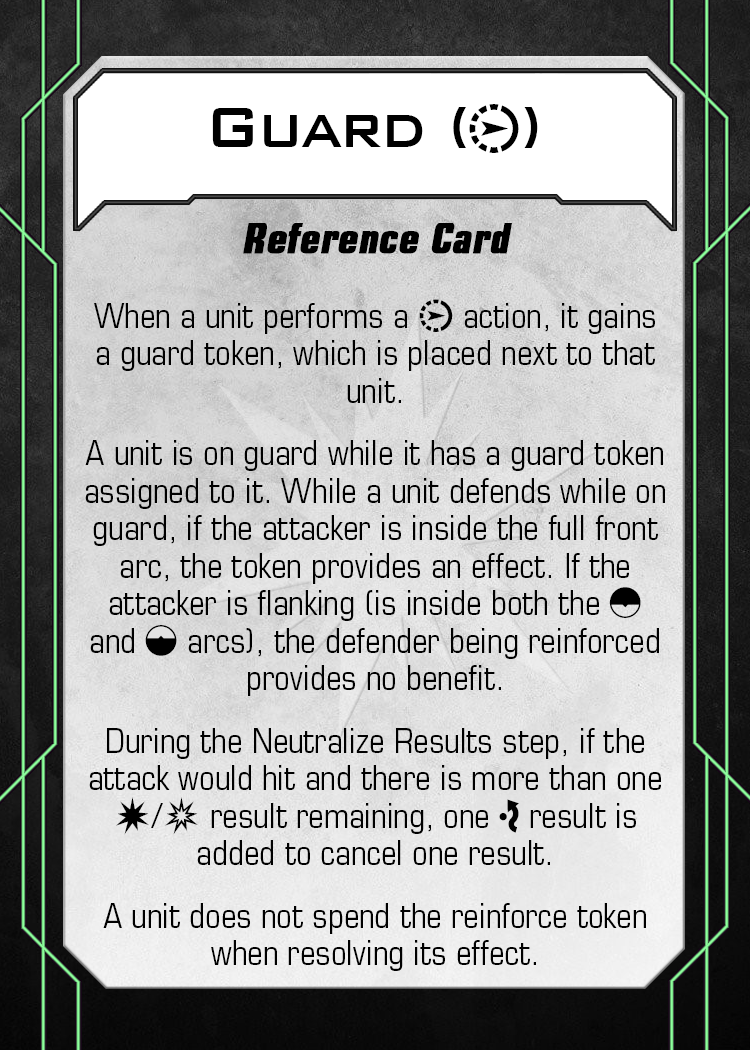 GUARD ( )
Reference Card
When a unit performs a action, it gains
a guard token, which is placed next to that
unit.
A unit is on guard while it has a guard token
assigned to it. While a unit defends while on
guard, if the attacker is inside the full front
arc, the token provides an effect. If the
attacker is flanking (is inside both the
and arcs), the defender being reinforced
provides no benefit.
During the Neutralize Results step, if the
attack would hit and there is more than one
/ result remaining, one result is
added to cancel one result.
A unit does not spend the reinforce token
when resolving its effect.